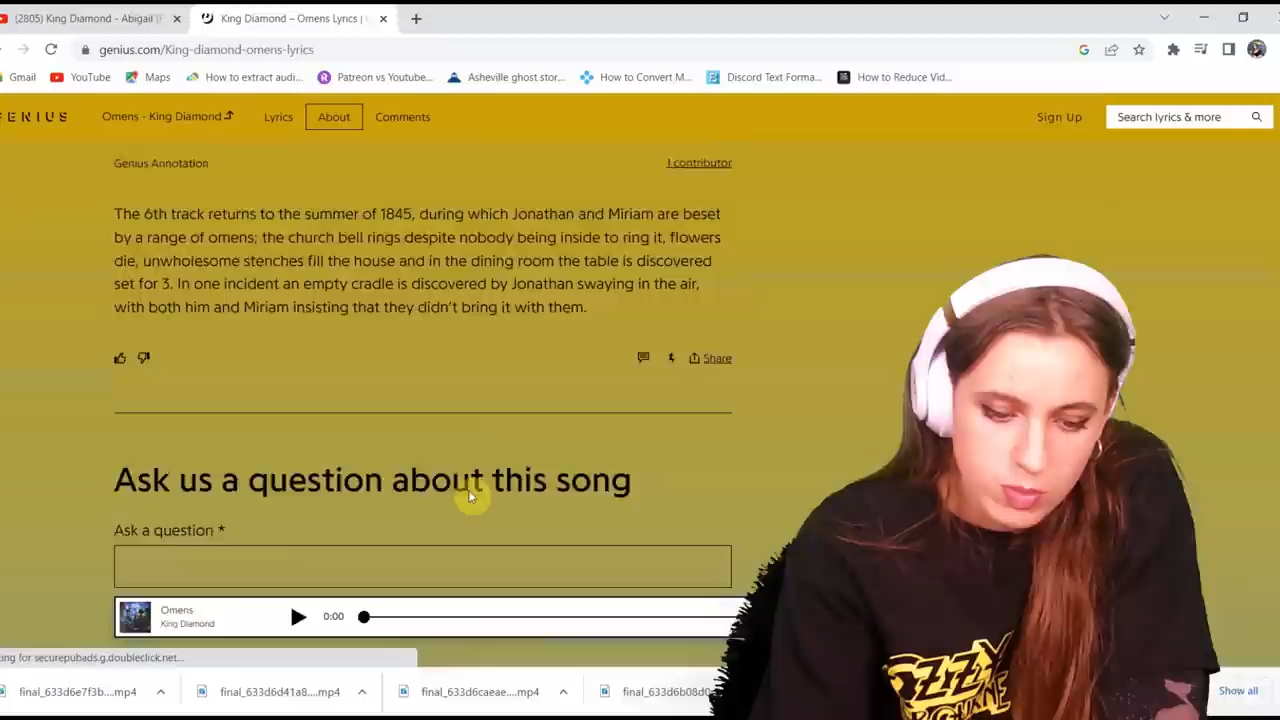 (2805) King Diamond - Abigail
King Diamond – Omens Lyrics |
genius.com/King-diamond-omens-lyrics
Gmail
YouTube
Maps
How to extract audi...
Patreon vs Youtube...
Asheville ghost stor...
How to Convert M...
Discord Text Forma...
How to Reduce Vid...
ENIUS
Omens - King Diamond
Lyrics
About
Comments
Sign Up
Search lyrics & more
Genius Annotation
1 contributor
The 6th track returns to the summer of 1845, during which Jonathan and Miriam are beset
by a range of omens; the church bell rings despite nobody being inside to ring it, flowers
die, unwholesome stenches fill the house and in the dining room the table is discovered
set for 3. In one incident an empty cradle is discovered by Jonathan swaying in the air,
with both him and Miriam insisting that they didn't bring it with them.
Share
Ask us a question about this song
Ask a question *
Omens
King Diamond
0:00
ing for securepubads.g.doubleclick.net...
final_633d6e7f3b....mp4
final_633d6d41a8....mp4
final_633d6caeae....mp4
final_633d6b08d0
Show all
OZZY